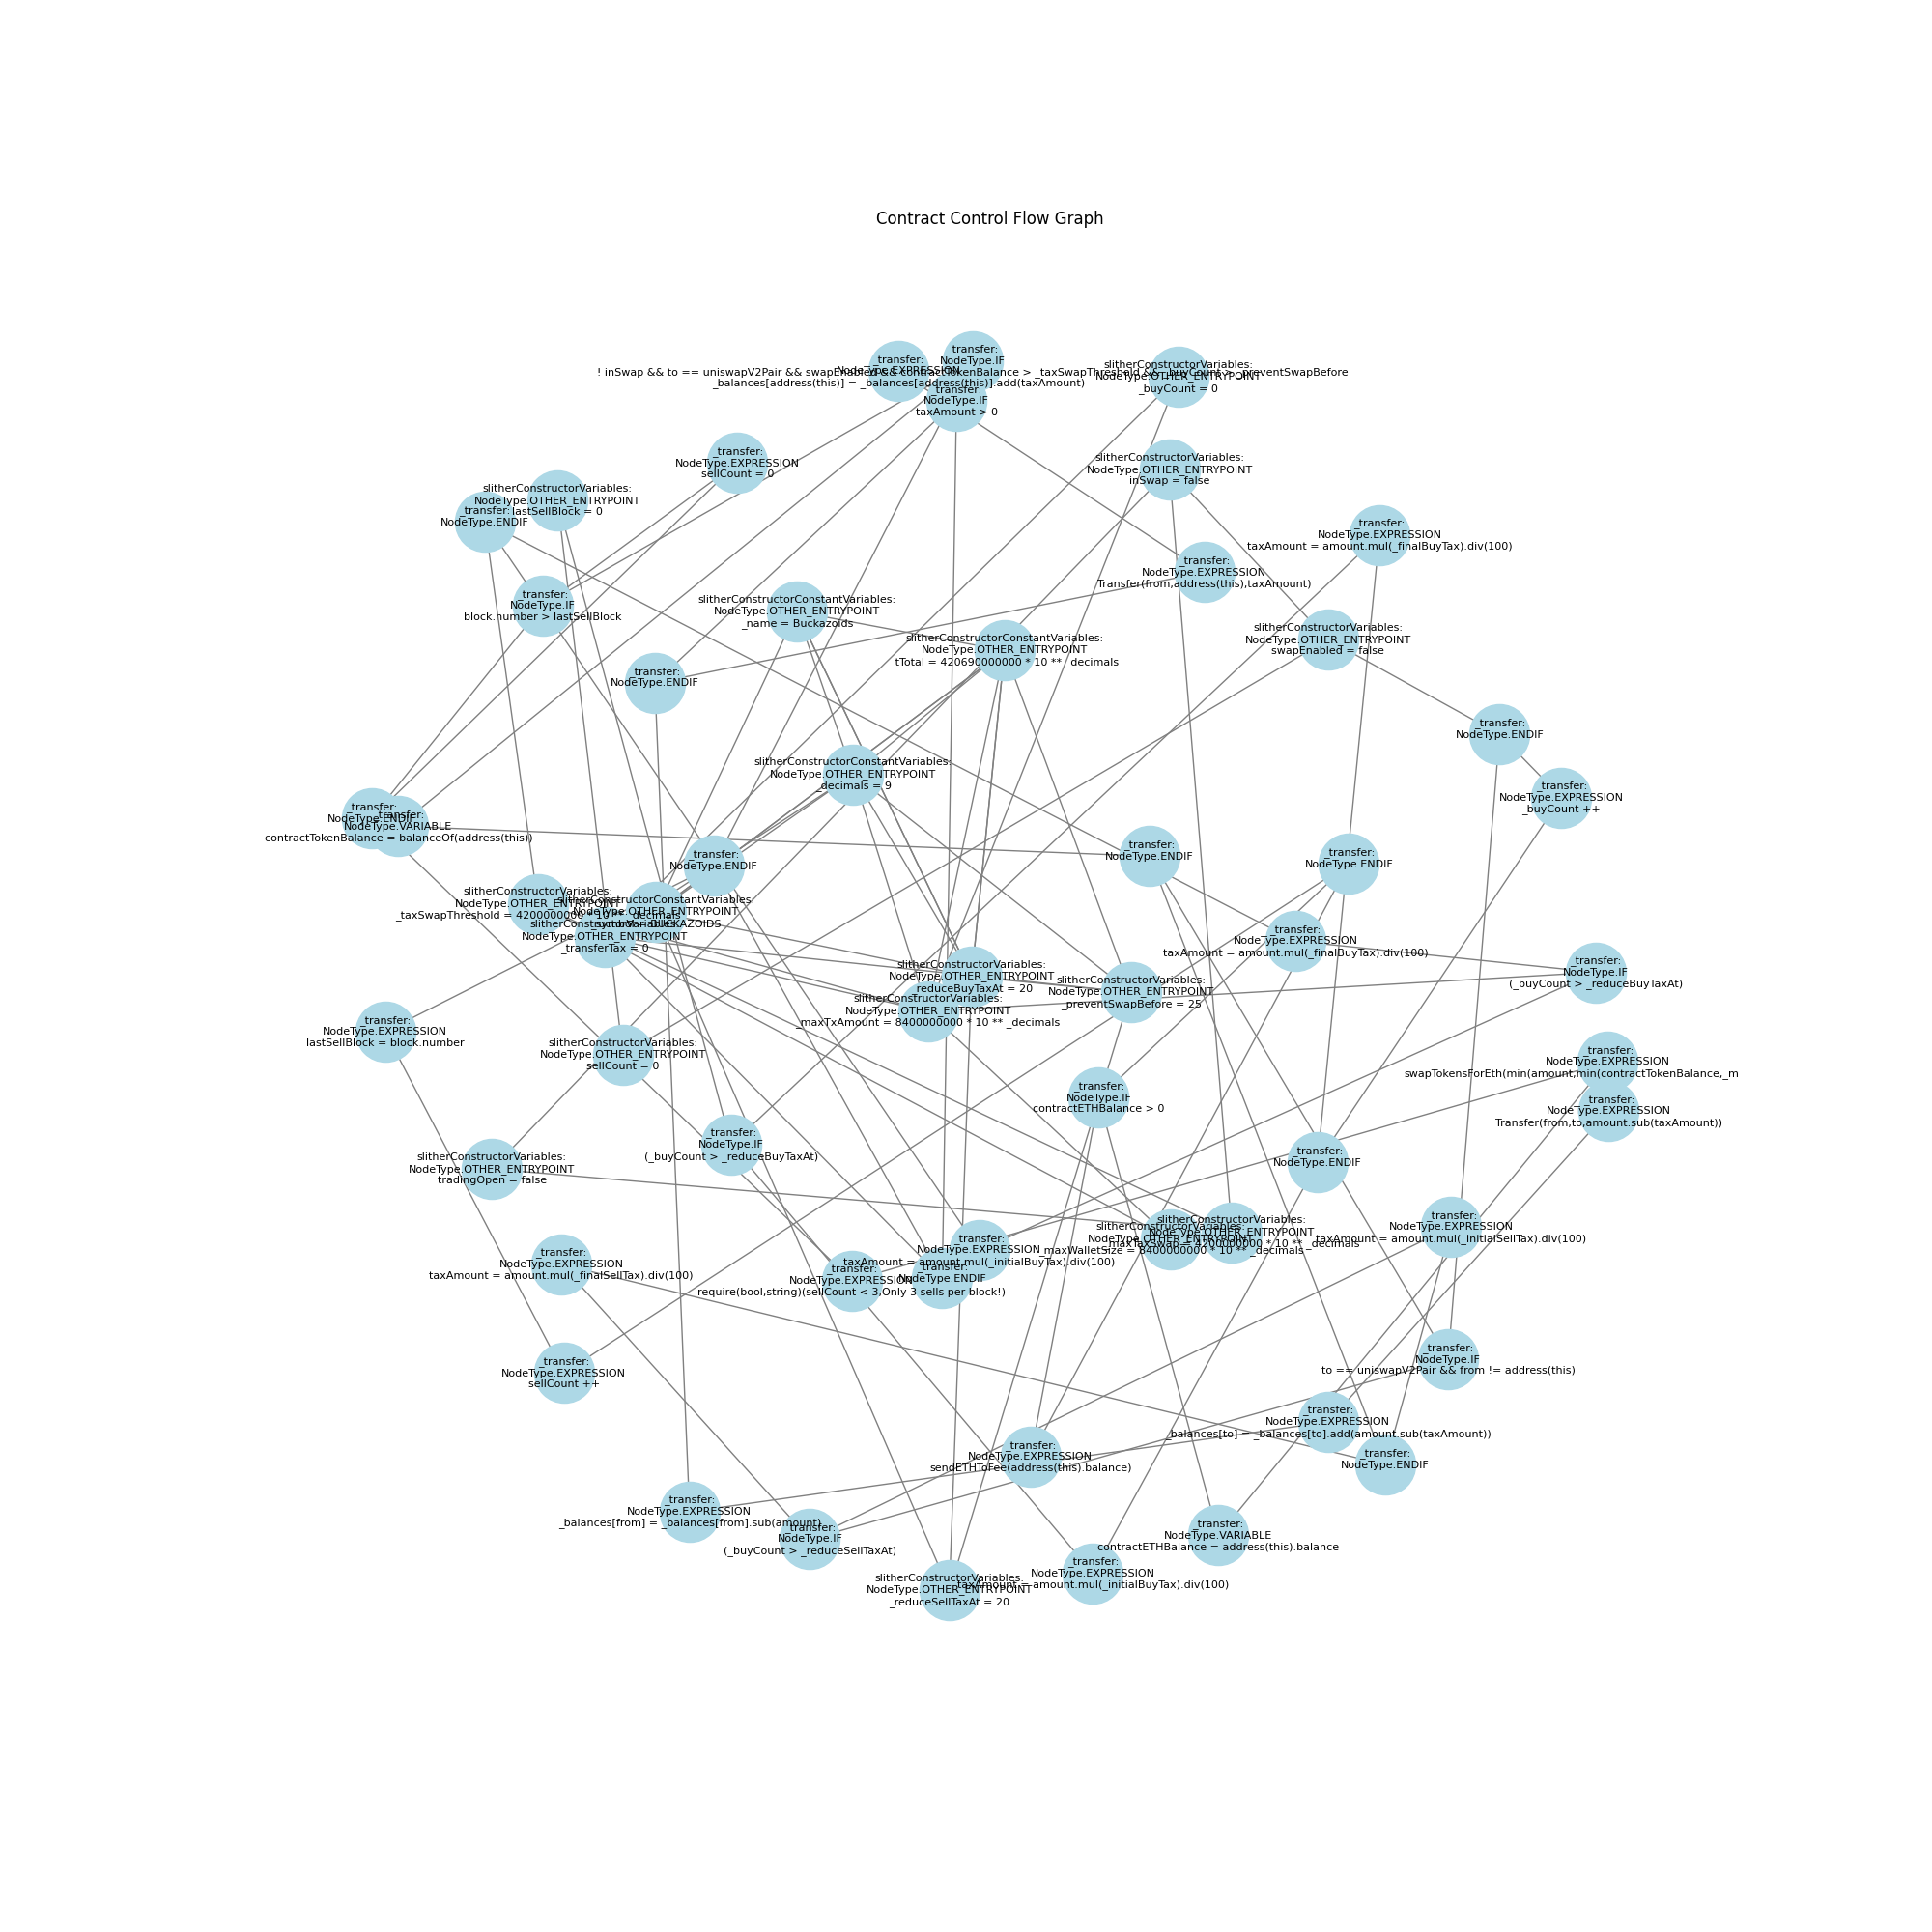 Contract Control Flow Graph
_transfer:
NodeType.IF
! inSwap && to == uniswapV2Pair && swapEnabled && contractTokenBalance > _taxSwapThreshold && _buyCount > _preventSwapBefore
_transfer:
NodeType.EXPRESSION
_balances[address(this)] = _balances[address(this)].add(taxAmount)
slitherConstructorVariables:
NodeType.OTHER_ENTRYPOINT
_buyCount = 0
_transfer:
NodeType.IF
taxAmount > 0
_transfer:
NodeType.EXPRESSION
sellCount = 0
slitherConstructorVariables:
NodeType.OTHER_ENTRYPOINT
inSwap = false
slitherConstructorVariables:
NodeType.OTHER_ENTRYPOINT
lastSellBlock = 0
_transfer:
NodeType.ENDIF
_transfer:
NodeType.EXPRESSION
taxAmount = amount.mul(_finalBuyTax).div(100)
_transfer:
NodeType.EXPRESSION
Transfer(from,address(this),taxAmount)
_transfer:
NodeType.IF
block.number > lastSellBlock
slitherConstructorConstantVariables:
NodeType.OTHER_ENTRYPOINT
_name = Buckazoids
slitherConstructorVariables:
NodeType.OTHER_ENTRYPOINT
swapEnabled = false
slitherConstructorConstantVariables:
NodeType.OTHER_ENTRYPOINT
_tTotal = 420690000000 * 10 ** _decimals
_transfer:
NodeType.ENDIF
_transfer:
NodeType.ENDIF
slitherConstructorConstantVariables:
NodeType.OTHER_ENTRYPOINT
_decimals = 9
_transfer:
NodeType.EXPRESSION
_buyCount ++
_transfer:
NodeType.ENDIF
_transfer:
NodeType.VARIABLE
contractTokenBalance = balanceOf(address(this))
_transfer:
NodeType.ENDIF
_transfer:
NodeType.ENDIF
_transfer:
NodeType.ENDIF
slitherConstructorVariables:
NodeType.OTHER_ENTRYPOINT
_taxSwapThreshold = 4200000000 * 10 ** _decimals
slitherConstructorConstantVariables:
NodeType.OTHER_ENTRYPOINT
_symbol = BUCKAZOIDS
slitherConstructorVariables:
NodeType.OTHER_ENTRYPOINT
_transferTax = 0
_transfer:
NodeType.EXPRESSION
taxAmount = amount.mul(_finalBuyTax).div(100)
_transfer:
NodeType.IF
(_buyCount > _reduceBuyTaxAt)
slitherConstructorVariables:
NodeType.OTHER_ENTRYPOINT
_reduceBuyTaxAt = 20
slitherConstructorVariables:
NodeType.OTHER_ENTRYPOINT
_preventSwapBefore = 25
slitherConstructorVariables:
NodeType.OTHER_ENTRYPOINT
_maxTxAmount = 8400000000 * 10 ** _decimals
_transfer:
NodeType.EXPRESSION
lastSellBlock = block.number
slitherConstructorVariables:
NodeType.OTHER_ENTRYPOINT
sellCount = 0
_transfer:
NodeType.EXPRESSION
swapTokensForEth(min(amount,min(contractTokenBalance,_m
_transfer:
NodeType.IF
contractETHBalance > 0
_transfer:
NodeType.EXPRESSION
Transfer(from,to,amount.sub(taxAmount))
_transfer:
NodeType.IF
(_buyCount > _reduceBuyTaxAt)
slitherConstructorVariables:
NodeType.OTHER_ENTRYPOINT
tradingOpen = false
_transfer:
NodeType.ENDIF
_transfer:
NodeType.EXPRESSION
taxAmount = amount.mul(_initialSellTax).div(100)
slitherConstructorVariables:
NodeType.OTHER_ENTRYPOINT
_maxTaxSwap = 4200000000 * 10 ** _decimals
slitherConstructorVariables:
NodeType.OTHER_ENTRYPOINT
_maxWalletSize = 8400000000 * 10 ** _decimals
_transfer:
NodeType.EXPRESSION
taxAmount = amount.mul(_initialBuyTax).div(100)
_transfer:
NodeType.EXPRESSION
taxAmount = amount.mul(_finalSellTax).div(100)
_transfer:
NodeType.EXPRESSION
require(bool,string)(sellCount < 3,Only 3 sells per block!)
_transfer:
NodeType.ENDIF
_transfer:
NodeType.IF
to == uniswapV2Pair && from != address(this)
_transfer:
NodeType.EXPRESSION
sellCount ++
_transfer:
NodeType.EXPRESSION
_balances[to] = _balances[to].add(amount.sub(taxAmount))
_transfer:
NodeType.EXPRESSION
sendETHToFee(address(this).balance)
_transfer:
NodeType.ENDIF
_transfer:
NodeType.EXPRESSION
_balances[from] = _balances[from].sub(amount)
_transfer:
NodeType.IF
(_buyCount > _reduceSellTaxAt)
_transfer:
NodeType.VARIABLE
contractETHBalance = address(this).balance
_transfer:
NodeType.EXPRESSION
taxAmount = amount.mul(_initialBuyTax).div(100)
slitherConstructorVariables:
NodeType.OTHER_ENTRYPOINT
_reduceSellTaxAt = 20